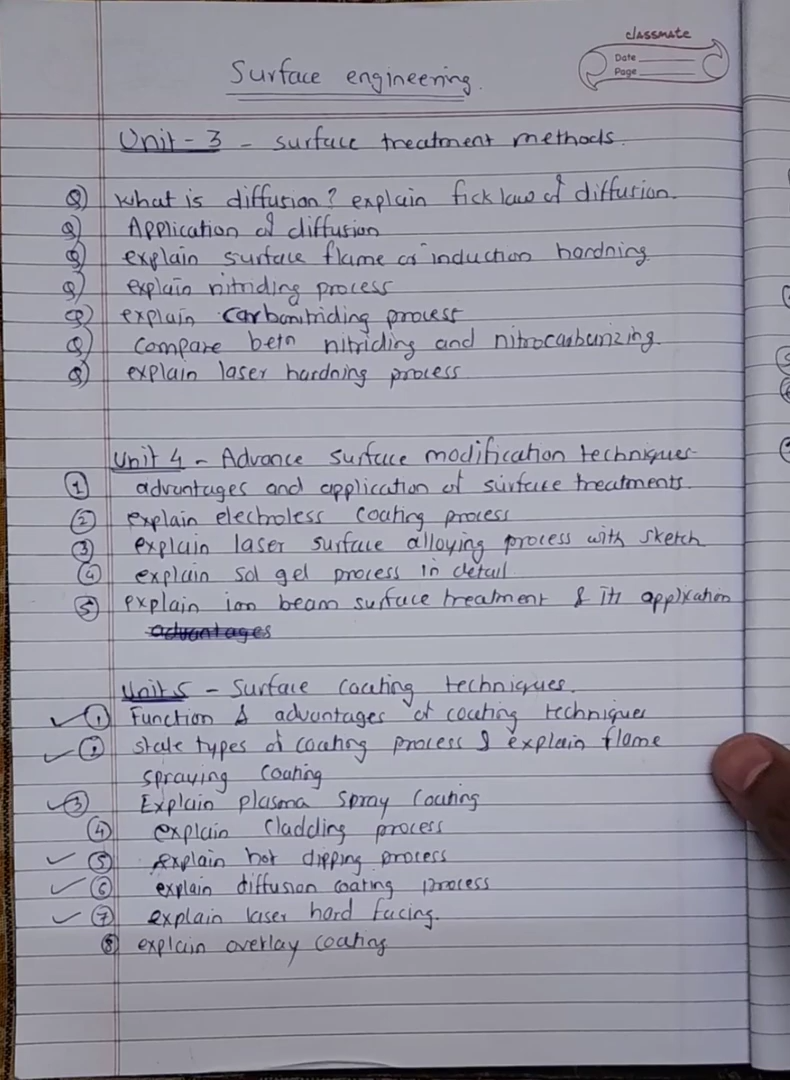 classmate
Date
Page
Surface engineering.
Unit - 3 - surface treatment methods.
Q) what is diffusion? explain fick law of diffusion.
Q) Application of diffusion
Q) explain surface flame or induction hardning
Q) explain nitriding process
Q) explain carbonitriding process
Q) compare betn nitriding and nitrocarburizing.
Q) explain laser hardning process
Unit 4 - Advance surface modification techniques
① advantages and application of surface treatments.
② explain electroless coating process
③ explain laser surface alloying process with sketch
④ explain sol gel process in detail
⑤ explain ion beam surface treatment & its application
advantages
Unit 5 - Surface coating techniques.
① Function & advantages of coating techniques
② state types of coating process & explain flame
spraying coating
③ Explain plasma spray coating
④ explain cladding process
⑤ explain hot dipping process
⑥ explain diffusion coating process
⑦ explain laser hard facing.
⑧ explain overlay coating